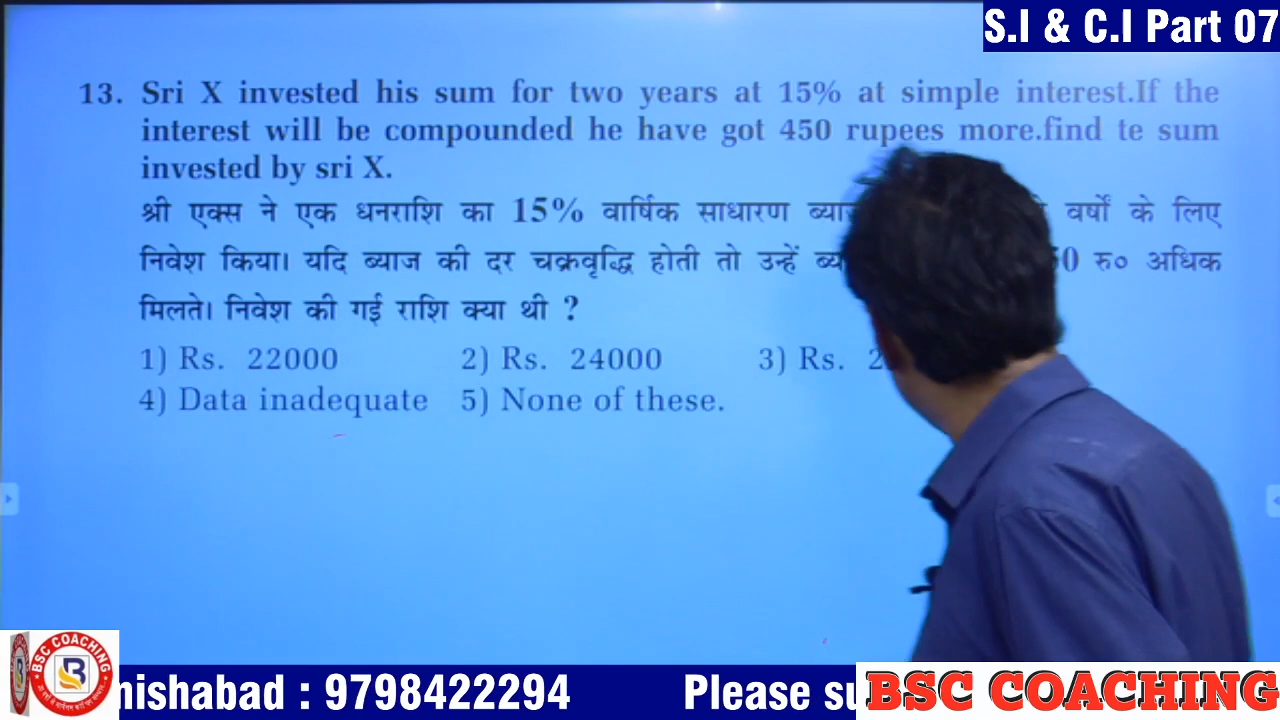 S.I & C.I Part 07
13. Sri X invested his sum for two years at 15% at simple interest.If the
interest will be compounded he have got 450 rupees more.find te sum
invested by sri X.
श्री एक्स ने एक धनराशि का 15% वार्षिक साधारण वर्षों के लिए
निवेश किया। यदि ब्याज की दर चक्रवृद्धि होती तो उन्हें 0 रु० अधिक
मिलते। निवेश की गई राशि क्या थी ?
1) Rs. 22000 2) Rs. 24000 3) Rs. 2
4) Data inadequate 5) None of these.
BSC COACHING
nishabad : 9798422294 Please su BSC COACHING